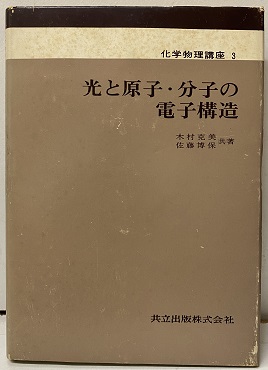 化学物理講座 3
光と原子・分子の
電子構造
木村克美
佐藤博保 共著
共立出版株式会社